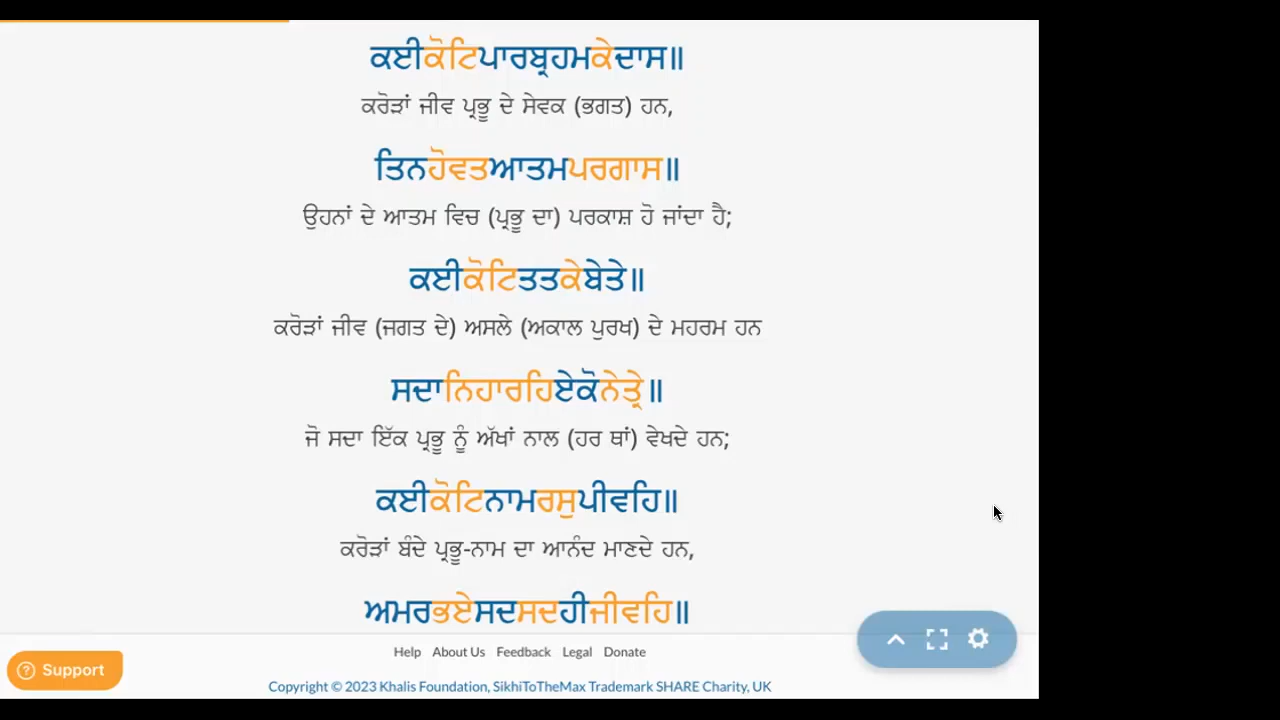 ਕਈਕੋਟਿਪਾਰਬ੍ਰਹਮਕੇਦਾਸ॥
ਕਰੋੜਾਂ ਜੀਵ ਪ੍ਰਭੂ ਦੇ ਸੇਵਕ (ਭਗਤ) ਹਨ,
ਤਿਨਹੋਵਤਆਤਮਪਰਗਾਸ॥
ਉਹਨਾਂ ਦੇ ਆਤਮ ਵਿਚ (ਪ੍ਰਭੂ ਦਾ) ਪਰਕਾਸ਼ ਹੋ ਜਾਂਦਾ ਹੈ;
ਕਈਕੋਟਿਤਤਕੇਬੇਤੇ॥
ਕਰੋੜਾਂ ਜੀਵ (ਜਗਤ ਦੇ) ਅਸਲੇ (ਅਕਾਲ ਪੁਰਖ) ਦੇ ਮਹਰਮ ਹਨ
ਸਦਾਨਿਹਾਰਹਿਏਕੋਨੇਤ੍ਰੇ॥
ਜੋ ਸਦਾ ਇੱਕ ਪ੍ਰਭੂ ਨੂੰ ਅੱਖਾਂ ਨਾਲ (ਹਰ ਥਾਂ) ਵੇਖਦੇ ਹਨ;
ਕਈਕੋਟਿਨਾਮਰਸੁਪੀਵਹਿ॥
ਕਰੋੜਾਂ ਬੰਦੇ ਪ੍ਰਭੂ-ਨਾਮ ਦਾ ਆਨੰਦ ਮਾਣਦੇ ਹਨ,
ਅਮਰਭਏਸਦਸਦਹੀਜੀਵਹਿ॥
Help About Us Feedback Legal Donate
Support
Copyright © 2023 Khalis Foundation, SikhiToTheMax Trademark SHARE Charity, UK